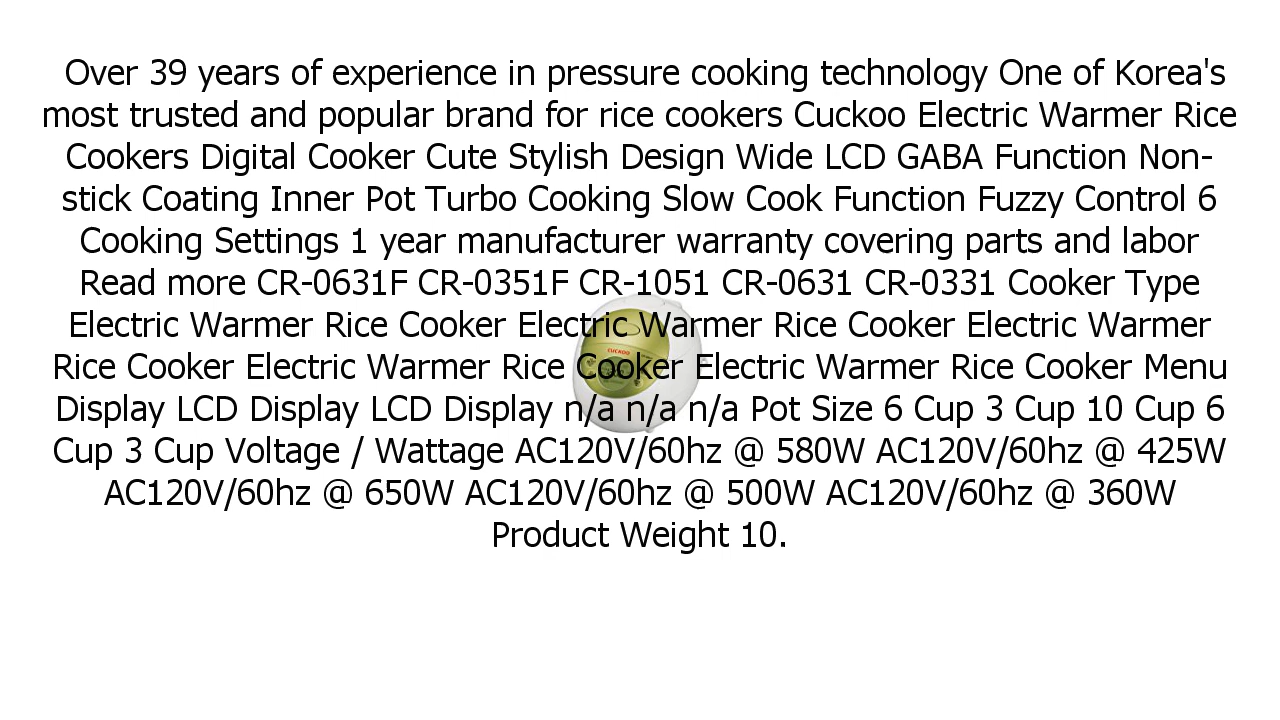 Over 39 years of experience in pressure cooking technology One of Korea's
most trusted and popular brand for rice cookers Cuckoo Electric Warmer Rice
Cookers Digital Cooker Cute Stylish Design Wide LCD GABA Function Non-
stick Coating Inner Pot Turbo Cooking Slow Cook Function Fuzzy Control 6
Cooking Settings 1 year manufacturer warranty covering parts and labor
Read more CR-0631F CR-0351F CR-1051 CR-0631 CR-0331 Cooker Type
Electric Warmer Rice Cooker Electric Warmer Rice Cooker Electric Warmer
CUCKOO
Rice Cooker Electric Warmer Rice Cooker Electric Warmer Rice Cooker Menu
Display LCD Display LCD Display n/a n/a n/a Pot Size 6 Cup 3 Cup 10 Cup 6
Cup 3 Cup Voltage / Wattage AC120V/60hz @ 580W AC120V/60hz @ 425W
AC120V/60hz @ 650W AC120V/60hz @ 500W AC120V/60hz @ 360W
Product Weight 10.